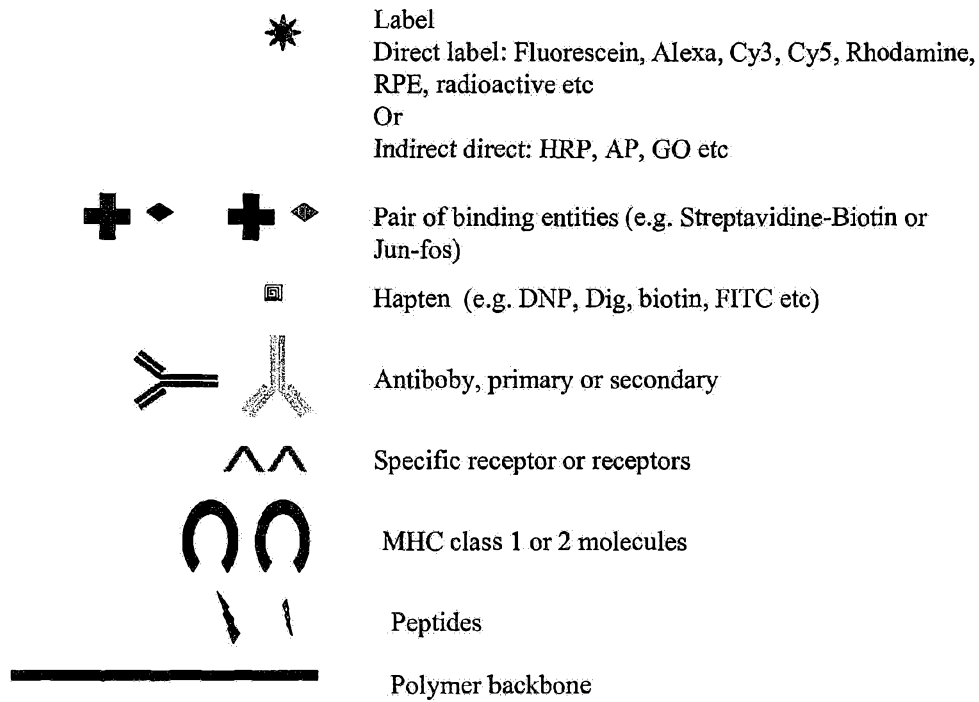 Label
Direct label: Fluorescein, Alexa, Cy3, Cy5, Rhodamine,
RPE, radioactive etc
Or
Indirect direct: HRP, AP, GO etc
Pair of binding entities (e.g. Streptavidine-Biotin or
Jun-fos)
Hapten (e.g. DNP, Dig, biotin, FITC etc)
Antiboby, primary or secondary
Specific receptor or receptors
MHC class 1 or 2 molecules
Peptides
Polymer backbone